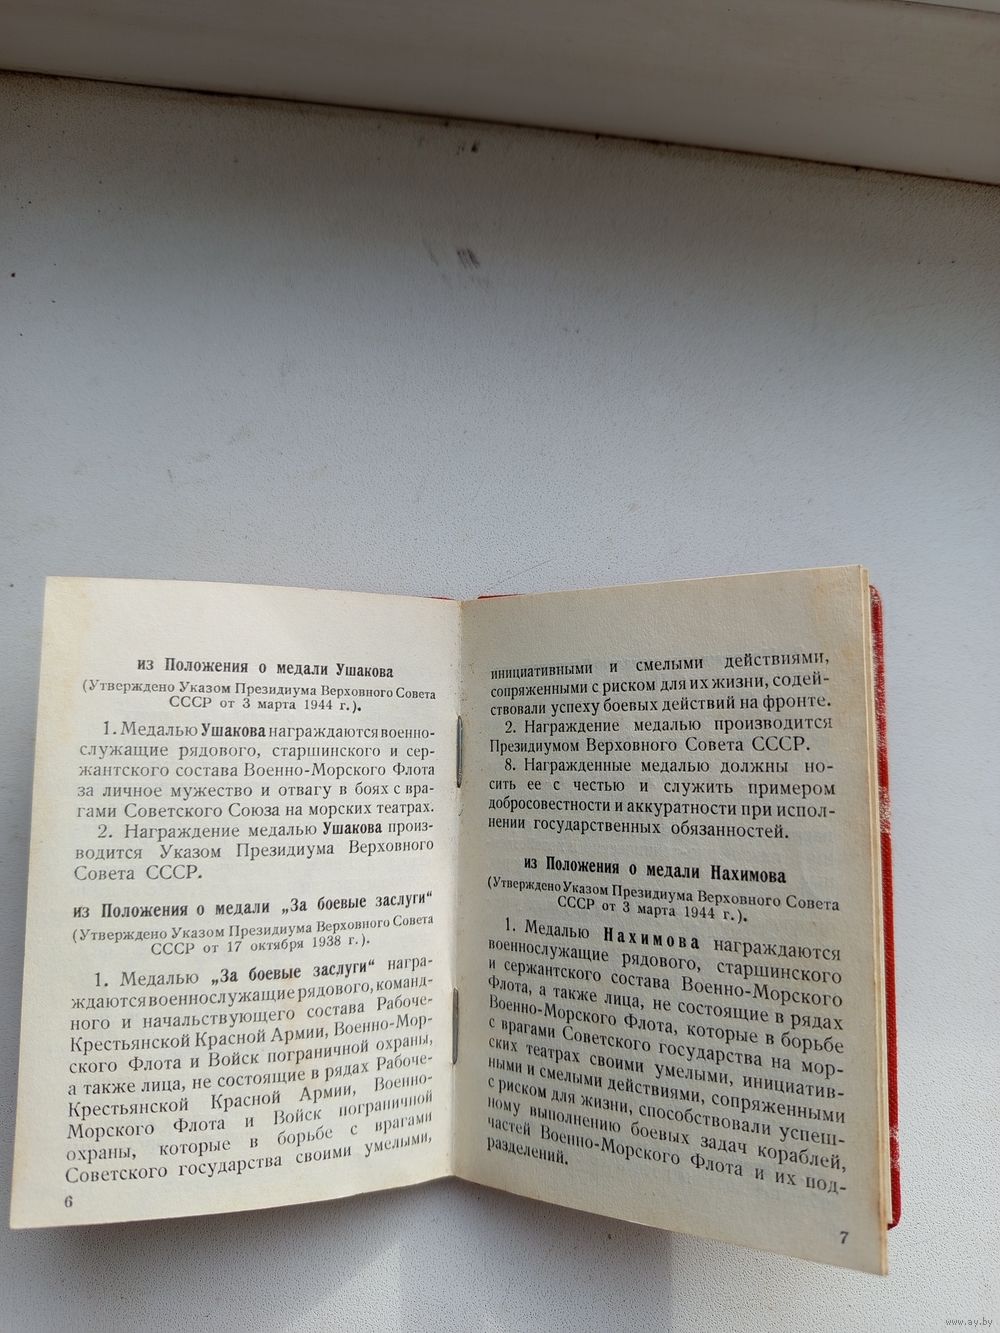 из Положения о медали Ушакова
(Утверждено Указом Президиума Верховного Совета
СССР от 3 марта 1944 г.).
1. Медалью Ушакова награждаются военно-
служащие рядового, старшинского и сер-
жантского состава Военно-Морского Флота
за личное мужество и отвагу в боях с вра-
гами Советского Союза на морских театрах.
2. Награждение медалью Ушакова произ-
водится Указом Президиума Верховного
Совета СССР.
из Положения о медали „За боевые заслуги“
(Утверждено Указом Президиума Верховного Совета
СССР от 17 октября 1938 г.).
1. Медалью „За боевые заслуги“ награ-
ждаются военнослужащие рядового, команд-
ного и начальствующего состава Рабоче-
Крестьянской Красной Армии, Военно-Мор-
ского Флота и Войск пограничной охраны,
а также лица, не состоящие в рядах Рабоче-
Крестьянской Красной Армии, Военно-
Морского Флота и Войск пограничной
охраны, которые в борьбе с врагами
Советского государства своими умелыми,
6
инициативными и смелыми действиями,
сопряженными с риском для их жизни, содей-
ствовали успеху боевых действий на фронте.
2. Награждение медалью производится
Президиумом Верховного Совета СССР.
8. Награжденные медалью должны но-
сить ее с честью и служить примером
добросовестности и аккуратности при испол-
нении государственных обязанностей.
из Положения о медали Нахимова
(Утверждено Указом Президиума Верховного Совета
СССР от 3 марта 1944 г.).
1. Медалью Нахимова награждаются
военнослужащие рядового, старшинского
и сержантского состава Военно-Морского
Флота, а также лица, не состоящие в рядах
Военно-Морского Флота, которые в борьбе
с врагами Советского государства на мор-
ских театрах своими умелыми, инициатив-
ными и смелыми действиями, сопряженными
с риском для жизни, способствовали успеш-
ному выполнению боевых задач кораблей,
частей Военно-Морского Флота и их под-
разделений.
7
www.ay.by